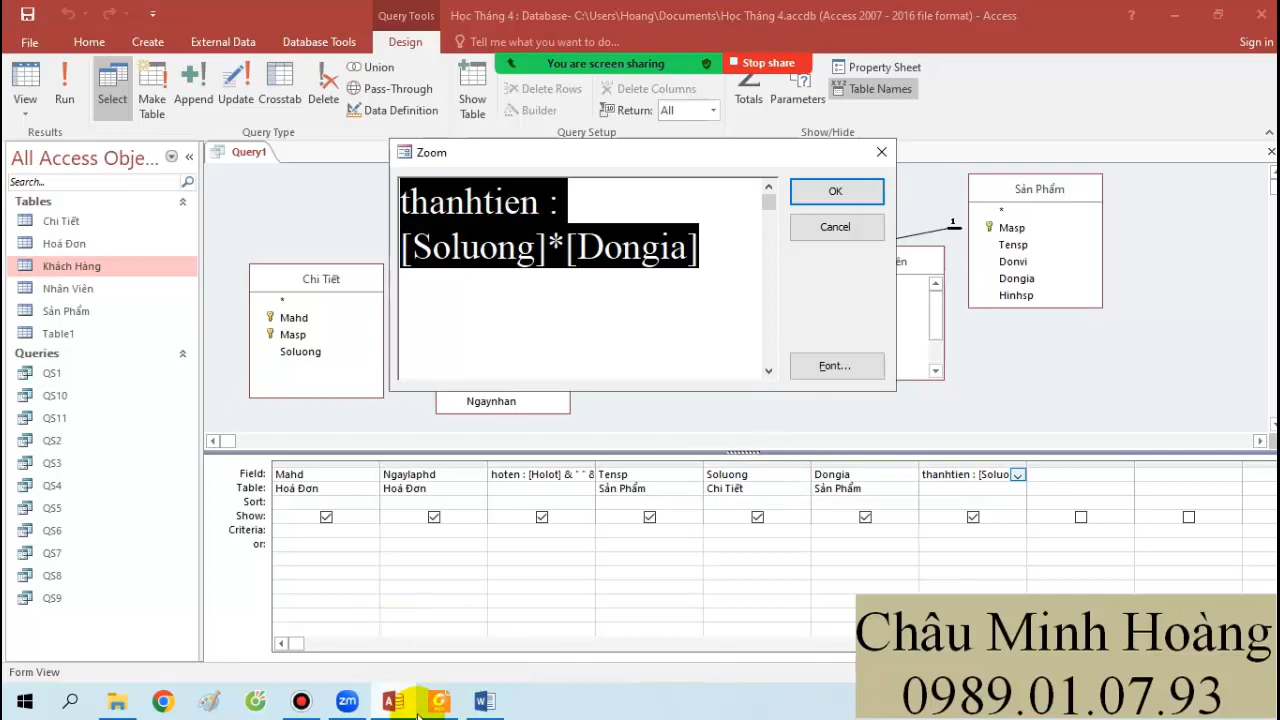 Query Tools
Học Tháng 4 : Database- C:\Users\Hoang\Documents\Học Tháng 4.accdb (Access 2007 - 2016 file format) - Access
?
File
Home
Create
External Data
Database Tools
Design
Tell me what you want to do...
Sign in
You are screen sharing
Stop share
View
Run
Select
Make Table
Append
Update
Crosstab
Delete
Union
Pass-Through
Data Definition
Show Table
Delete Rows
Builder
Delete Columns
Return: All
Totals
Parameters
Property Sheet
Table Names
Results
Query Type
Query Setup
Show/Hide
All Access Obje...
Search...
Tables
Chi Tiết
Hoá Đơn
Khách Hàng
Nhân Viên
Sản Phẩm
Table1
Queries
QS1
QS10
QS11
QS2
QS3
QS4
QS5
QS6
QS7
QS8
QS9
Query1
Zoom
thanhtien :
[Soluong]*[Dongia]
OK
Cancel
Font...
Chi Tiết
*
Mahd
Masp
Soluong
Ngaynhan
ên
1
Sản Phẩm
*
Masp
Tensp
Donvi
Dongia
Hinhsp
Field: Mahd Ngaylaphd hoten : [Holot] & " " & Tensp Soluong Dongia thanhtien : [Soluo
Table: Hoá Đơn Hoá Đơn Sản Phẩm Chi Tiết Sản Phẩm
Sort:
Show:
Criteria:
or:
Form View
Châu Minh Hoàng
0989.01.07.93